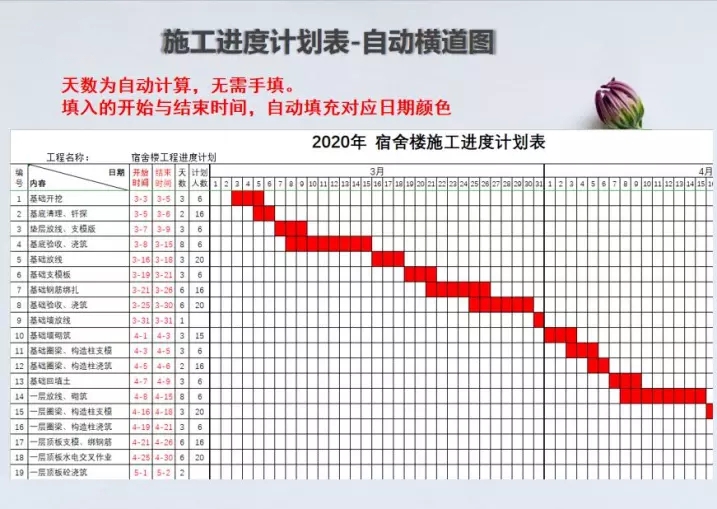 施工进度计划表-自动横道图
天数为自动计算，无需手填。
填入的开始与结束时间，自动填充对应日期颜色
2020年 宿舍楼施工进度计划表
工程名称： 宿舍楼工程进度计划
编号 日期 内容 开始时间 结束时间 天数 计划人数 3月 4月
1 2 3 4 5 6 7 8 9 10 11 12 13 14 15 16 17 18 19 20 21 22 23 24 25 26 27 28 29 30 31 1 2 3 4 5 6 7 8 9 10 11 12 13 14 15
1 基础开挖 3-3 3-5 3 6
2 基底清理、钎探 3-5 3-6 2 16
3 垫层放线、支模版 3-7 3-9 3 6
4 基底验收、浇筑 3-8 3-15 8 6
5 基础放线 3-16 3-18 3 20
6 基础支模板 3-19 3-21 3 6
7 基础钢筋绑扎 3-21 3-26 6 16
8 基础验收、浇筑 3-25 3-30 6 20
9 基础墙放线 3-31 3-31 1
10 基础墙砌筑 4-1 4-3 3 15
11 基础圈梁、构造柱支模 4-3 4-5 3 6
12 基础圈梁、构造柱浇筑 4-5 4-6 2 16
13 基础回填土 4-7 4-9 3 6
14 一层放线、砌筑 4-8 4-15 8 6
15 一层圈梁、构造柱支模 4-16 4-18 3 20
16 一层圈梁、构造柱浇筑 4-19 4-21 3 6
17 一层顶板支模、绑钢筋 4-21 4-26 6 16
18 一层顶板水电交叉作业 4-25 4-30 6 20
19 一层顶板砼浇筑 5-1 5-2 2